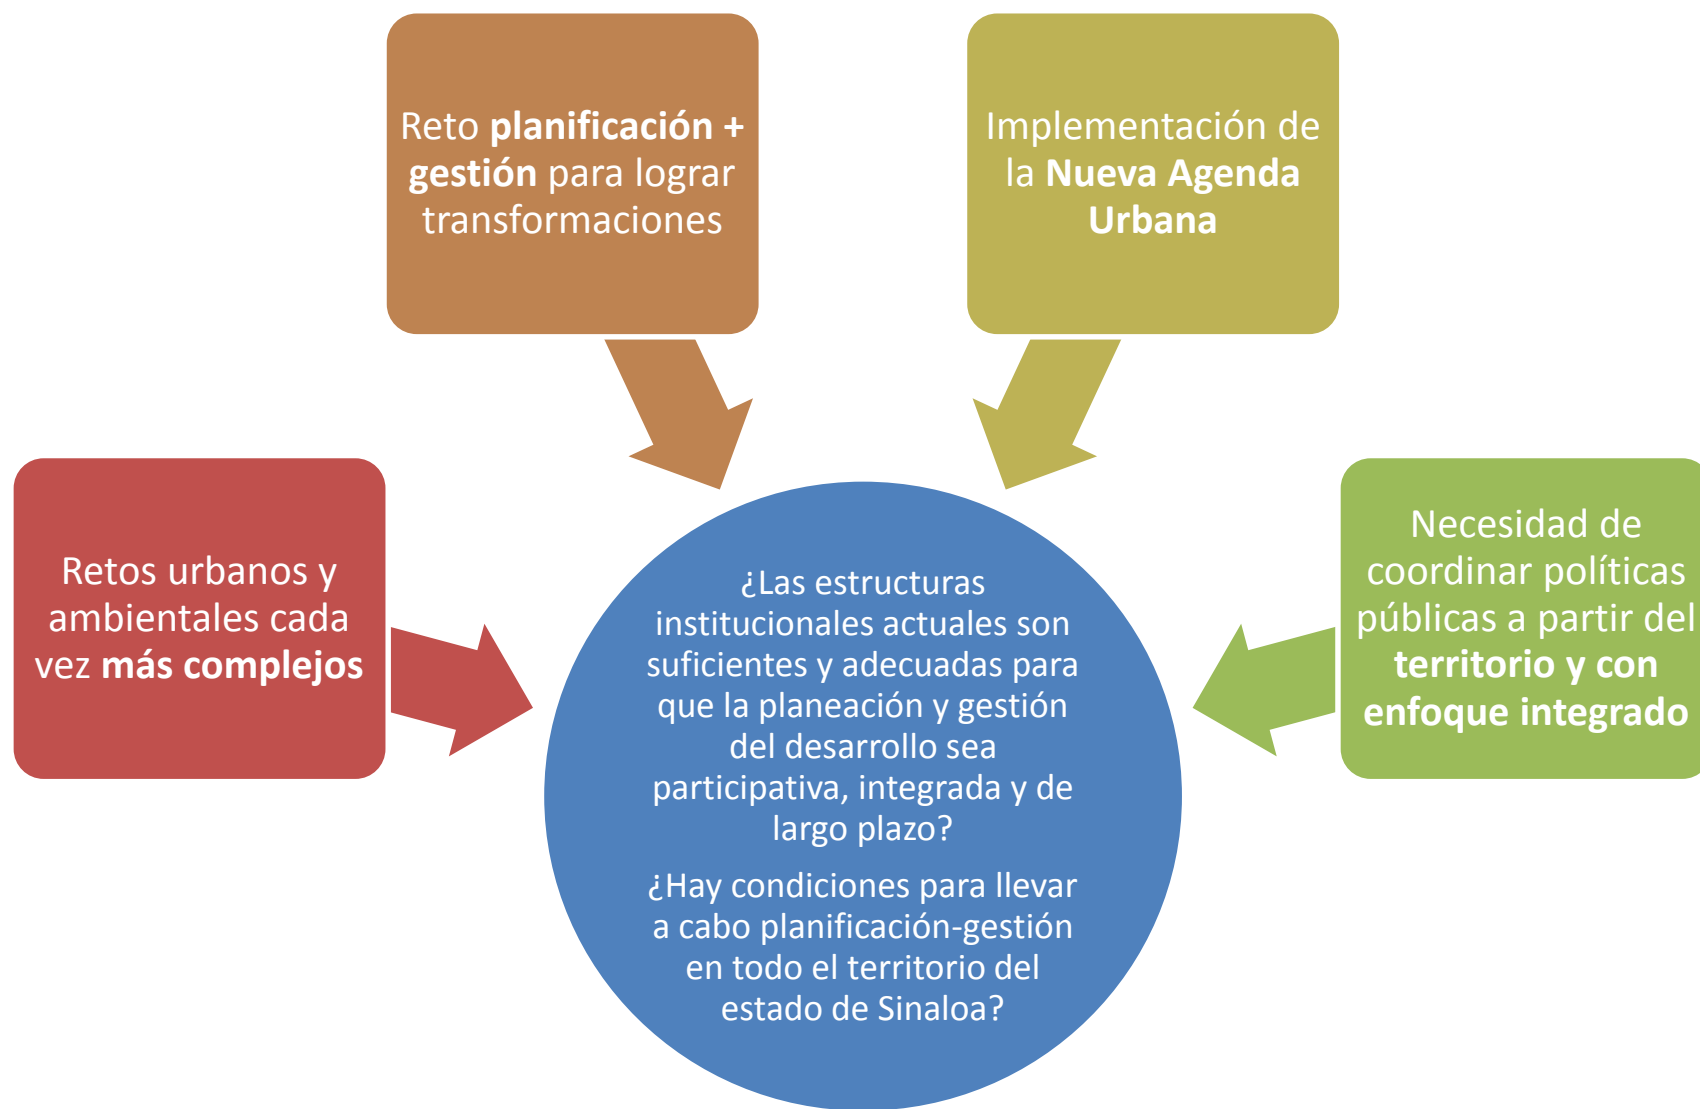 Reto planificación +
gestión para lograr
transformaciones
Implementación de
la Nueva Agenda
Urbana
Retos urbanos y
ambientales cada
vez más complejos
Necesidad de
coordinar políticas
públicas a partir del
territorio y con
enfoque integrado
¿Las estructuras
institucionales actuales son
suficientes y adecuadas para
que la planeación y gestión
del desarrollo sea
participativa, integrada y de
largo plazo?
¿Hay condiciones para llevar
a cabo planificación-gestión
en todo el territorio del
estado de Sinaloa?